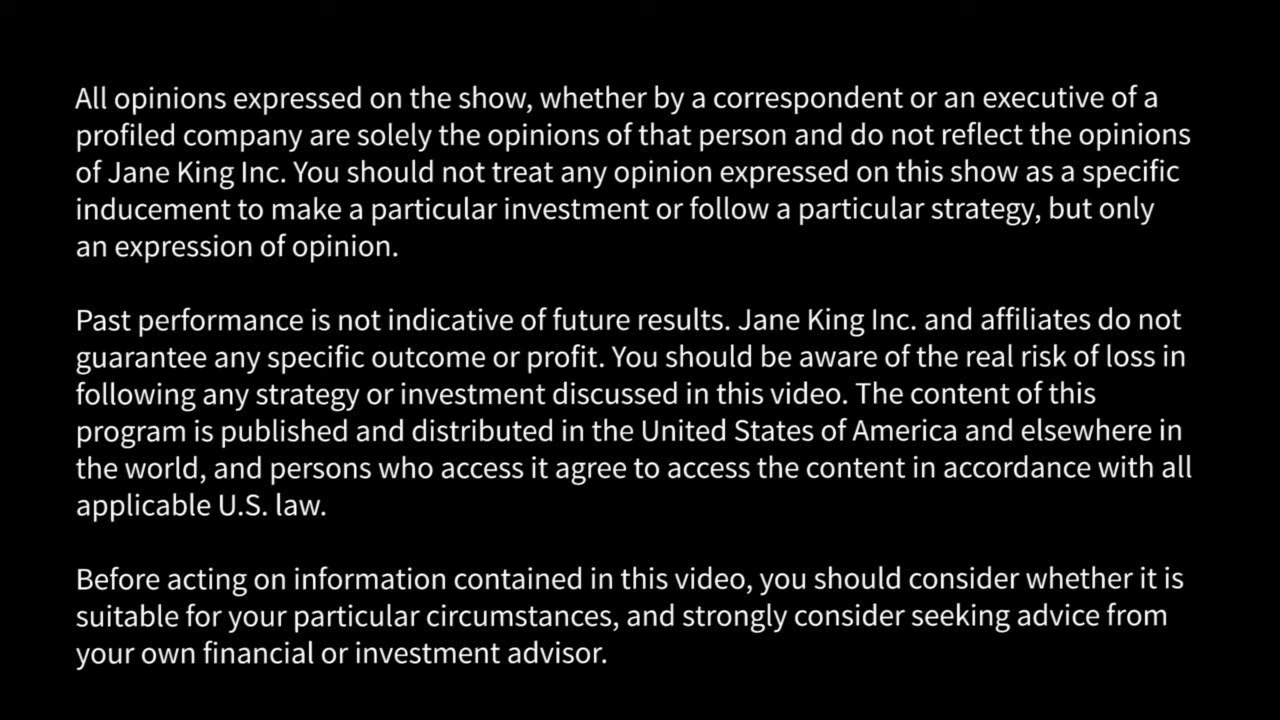 All opinions expressed on the show, whether by a correspondent or an executive of a
profiled company are solely the opinions of that person and do not reflect the opinions
of Jane King Inc. You should not treat any opinion expressed on this show as a specific
inducement to make a particular investment or follow a particular strategy, but only
an expression of opinion.
Past performance is not indicative of future results. Jane King Inc. and affiliates do not
guarantee any specific outcome or profit. You should be aware of the real risk of loss in
following any strategy or investment discussed in this video. The content of this
program is published and distributed in the United States of America and elsewhere in
the world, and persons who access it agree to access the content in accordance with all
applicable U.S. law.
Before acting on information contained in this video, you should consider whether it is
suitable for your particular circumstances, and strongly consider seeking advice from
your own financial or investment advisor.